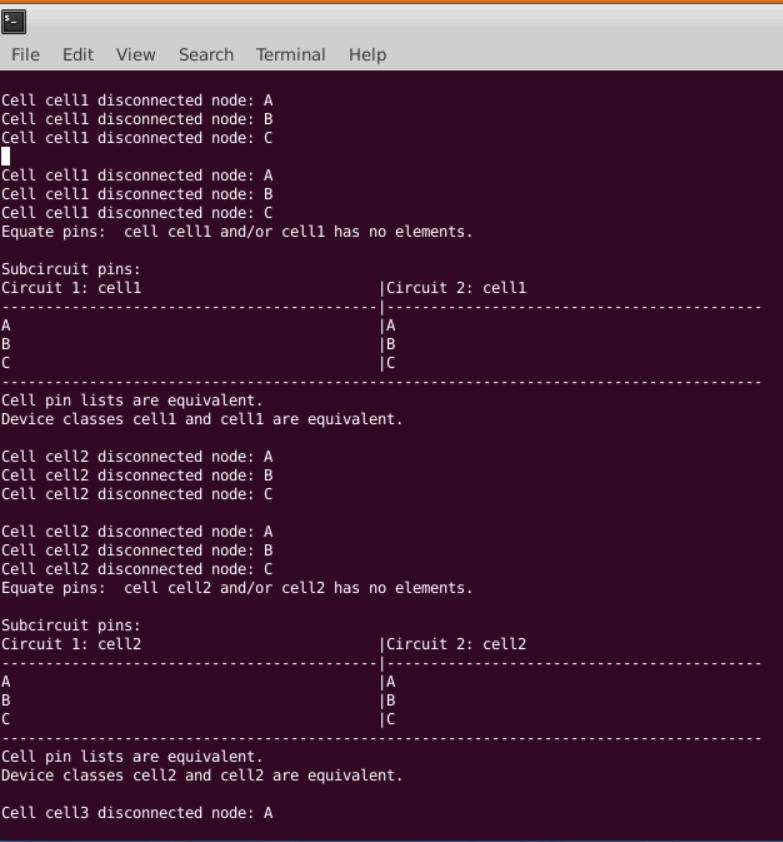 $_
File Edit View Search Terminal Help
Cell cell1 disconnected node: A
Cell cell1 disconnected node: B
Cell cell1 disconnected node: C
Cell cell1 disconnected node: A
Cell cell1 disconnected node: B
Cell cell1 disconnected node: C
Equate pins:  cell cell1 and/or cell1 has no elements.
Subcircuit pins:
Circuit 1: cell1                           |Circuit 2: cell1
-------------------------------------------|-------------------------------------------
A                                          |A
B                                          |B
C                                          |C
---------------------------------------------------------------------------------------
Cell pin lists are equivalent.
Device classes cell1 and cell1 are equivalent.
Cell cell2 disconnected node: A
Cell cell2 disconnected node: B
Cell cell2 disconnected node: C
Cell cell2 disconnected node: A
Cell cell2 disconnected node: B
Cell cell2 disconnected node: C
Equate pins:  cell cell2 and/or cell2 has no elements.
Subcircuit pins:
Circuit 1: cell2                           |Circuit 2: cell2
-------------------------------------------|-------------------------------------------
A                                          |A
B                                          |B
C                                          |C
---------------------------------------------------------------------------------------
Cell pin lists are equivalent.
Device classes cell2 and cell2 are equivalent.
Cell cell3 disconnected node: A